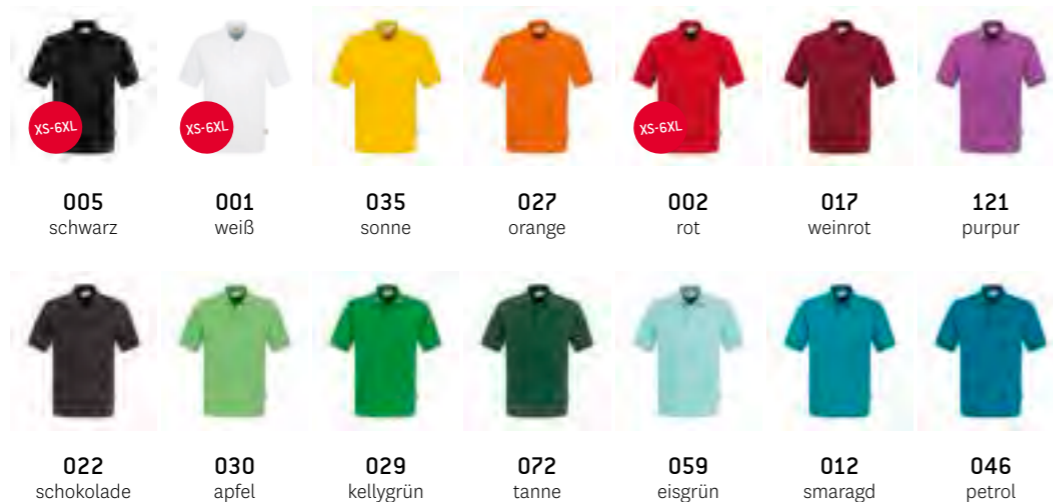 XS-6XL
XS-6XL
XS-6XL
005 001 035 027 002 017 121
schwarz weiß sonne orange rot weinrot purpur
022 030 029 072 059 012 046
schokolade apfel kellygrün tanne eisgrün smaragd petrol